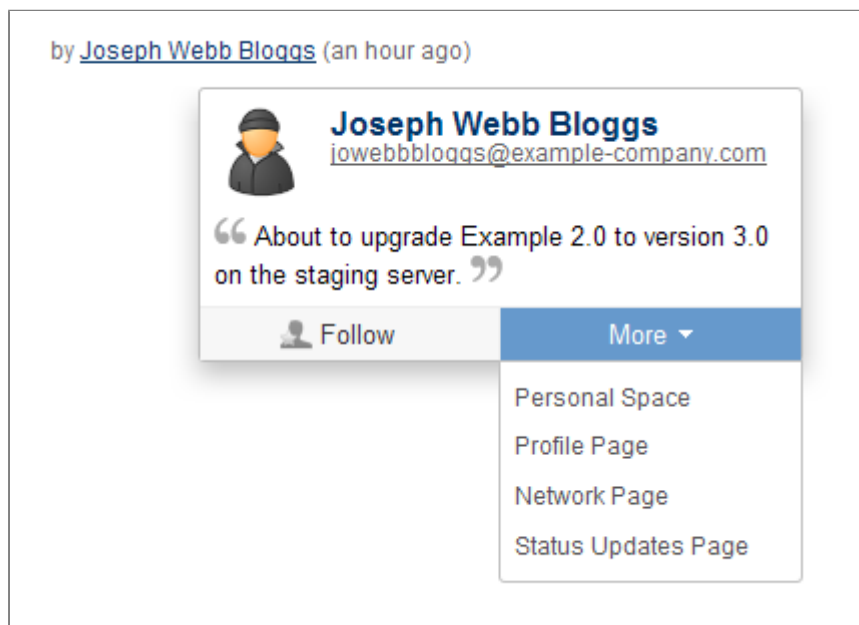 by Joseph Webb Bloggs (an hour ago)
Joseph Webb Bloggs
jowebbbloggs@example-company.com
“ About to upgrade Example 2.0 to version 3.0
on the staging server. ”
Follow
More
Personal Space
Profile Page
Network Page
Status Updates Page